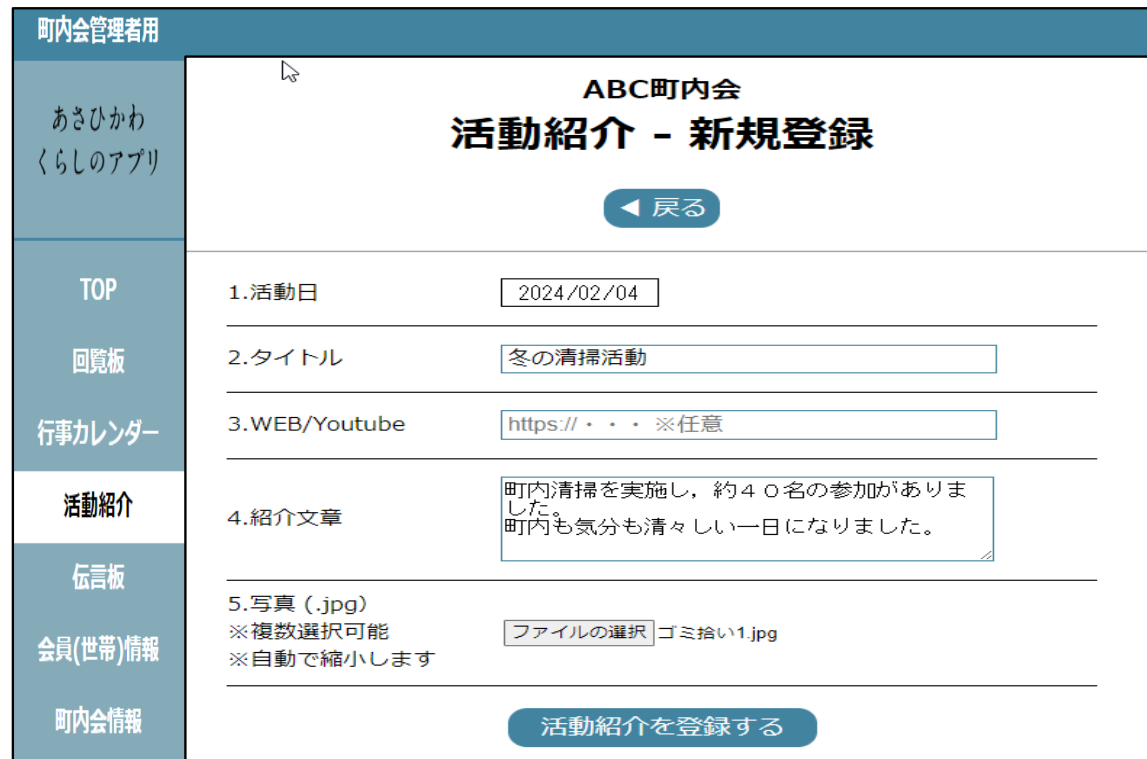 町内会管理者用
あさひかわ
くらしのアプリ
TOP
回覧板
行事カレンダー
活動紹介
伝言板
会員(世帯)情報
町内会情報
ABC町内会
活動紹介 - 新規登録
◀ 戻る
1.活動日
2024/02/04
2.タイトル
冬の清掃活動
3.WEB/Youtube
https://・・・ ※任意
4.紹介文章
町内清掃を実施し，約４０名の参加がありま
した。
町内も気分も清々しい一日になりました。
5.写真 (.jpg)
※複数選択可能
※自動で縮小します
ファイルの選択 ゴミ拾い1.jpg
活動紹介を登録する